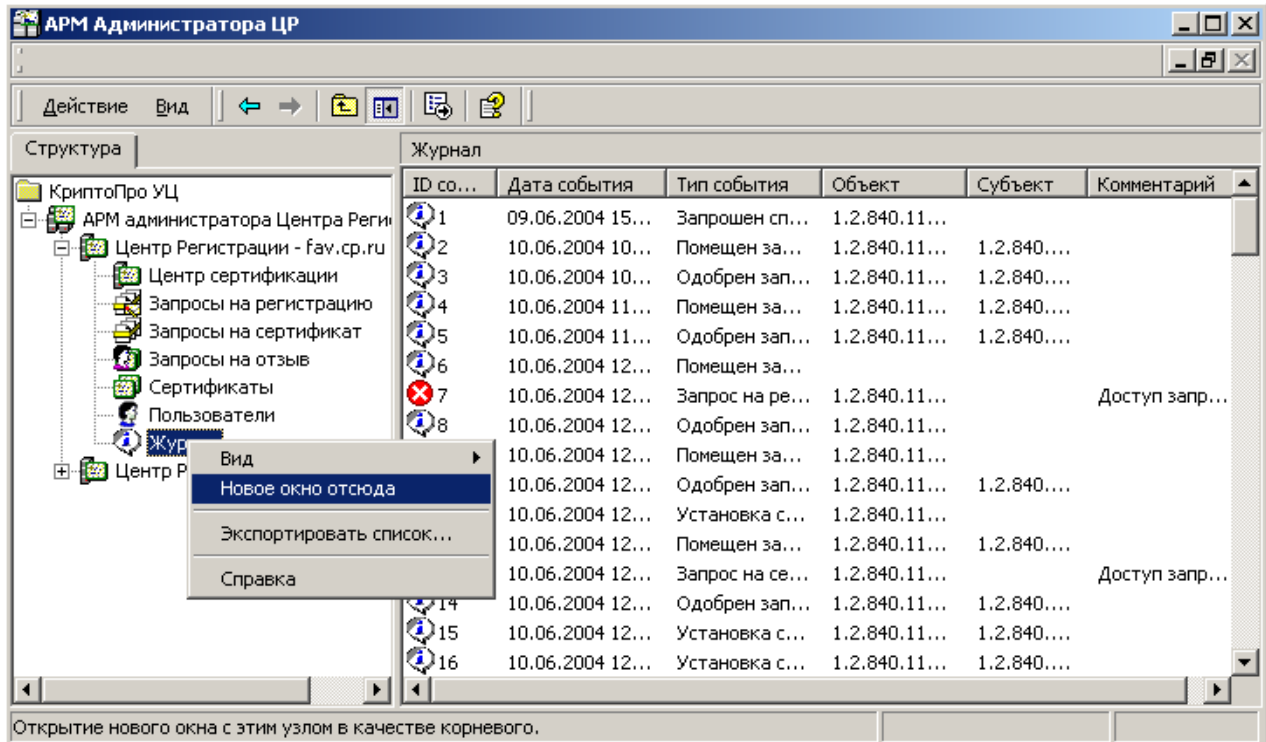 АРМ Администратора ЦР
Действие Вид
Структура
Журнал
КриптоПро УЦ
АРМ администратора Центра Реги
Центр Регистрации - fav.cp.ru
Центр сертификации
Запросы на регистрацию
Запросы на сертификат
Запросы на отзыв
Сертификаты
Пользователи
Жур
Центр Р
Вид
Новое окно отсюда
Экспортировать список...
Справка
ID со... Дата события Тип события Объект Субъект Комментарий
1 09.06.2004 15... Запрошен сп... 1.2.840.11...
2 10.06.2004 10... Помещен за... 1.2.840.11... 1.2.840....
3 10.06.2004 10... Одобрен зап... 1.2.840.11... 1.2.840....
4 10.06.2004 11... Помещен за... 1.2.840.11... 1.2.840....
5 10.06.2004 11... Одобрен зап... 1.2.840.11... 1.2.840....
6 10.06.2004 12... Помещен за...
7 10.06.2004 12... Запрос на ре... 1.2.840.11... Доступ запр...
8 10.06.2004 12... Одобрен зап... 1.2.840.11...
10.06.2004 12... Помещен за... 1.2.840.11...
10.06.2004 12... Одобрен зап... 1.2.840.11... 1.2.840....
10.06.2004 12... Установка с... 1.2.840.11...
10.06.2004 12... Помещен за... 1.2.840.11... 1.2.840....
10.06.2004 12... Запрос на се... 1.2.840.11... Доступ запр...
14 10.06.2004 12... Одобрен зап... 1.2.840.11... 1.2.840....
15 10.06.2004 12... Установка с... 1.2.840.11... 1.2.840....
16 10.06.2004 12... Установка с... 1.2.840.11... 1.2.840....
Открытие нового окна с этим узлом в качестве корневого.